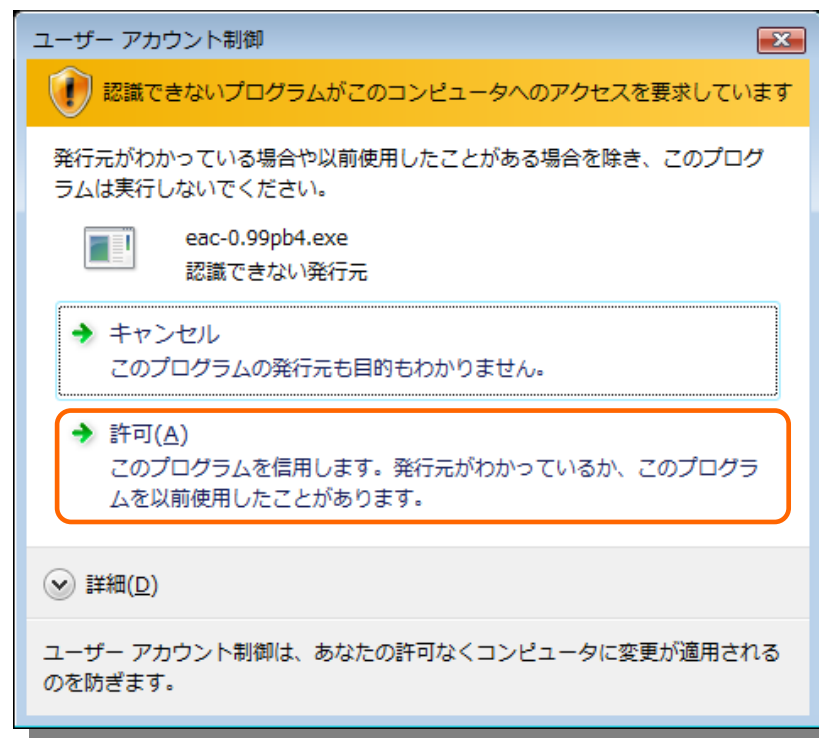 ユーザー アカウント制御
認識できないプログラムがこのコンピュータへのアクセスを要求しています
発行元がわかっている場合や以前使用したことがある場合を除き、このプログ
ラムは実行しないでください。
eac-0.99pb4.exe
認識できない発行元
キャンセル
このプログラムの発行元も目的もわかりません。
許可(A)
このプログラムを信用します。発行元がわかっているか、このプログラ
ムを以前使用したことがあります。
詳細(D)
ユーザー アカウント制御は、あなたの許可なくコンピュータに変更が適用される
のを防ぎます。